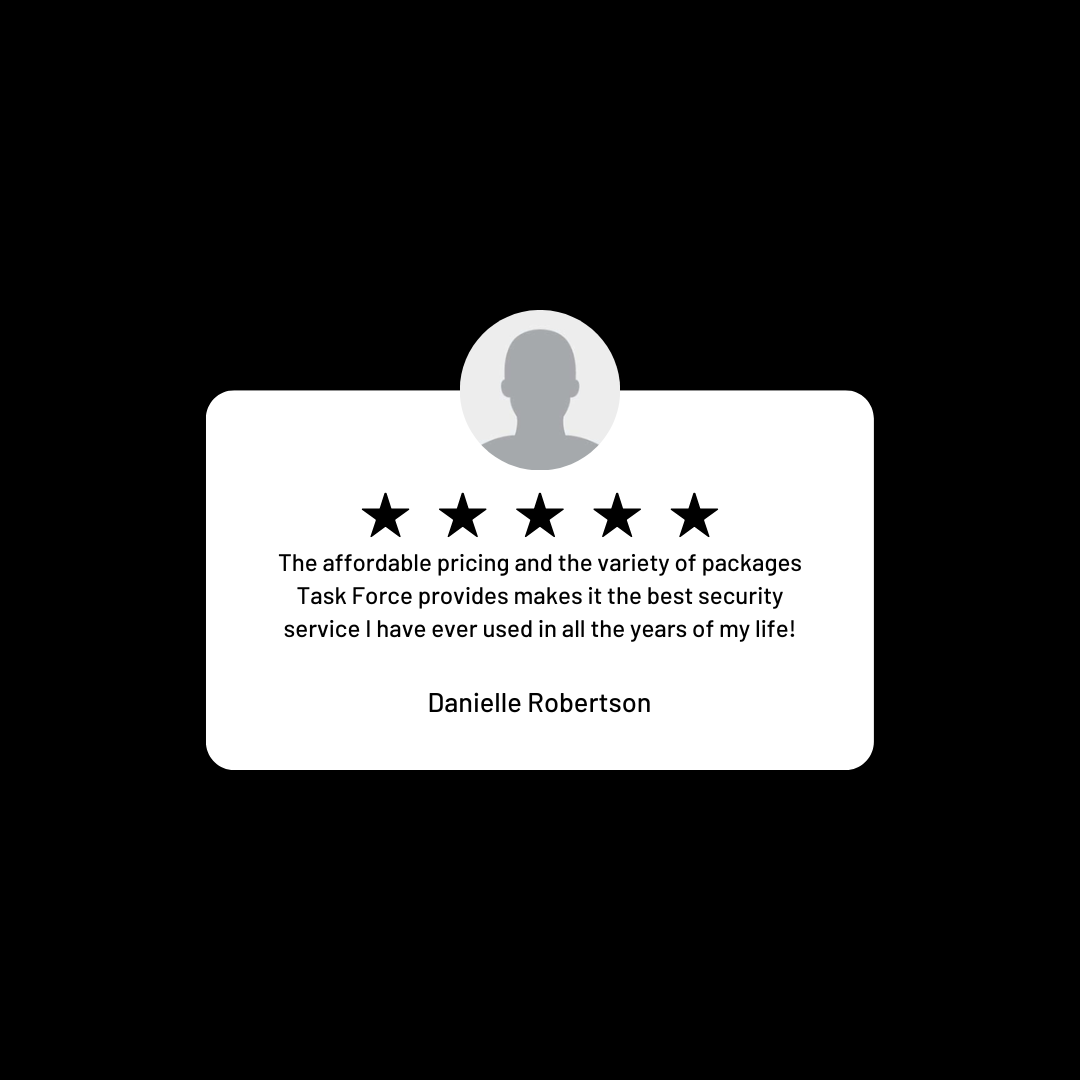 The affordable pricing and the variety of packages
Task Force provides makes it the best security
service I have ever used in all the years of my life!
Danielle Robertson